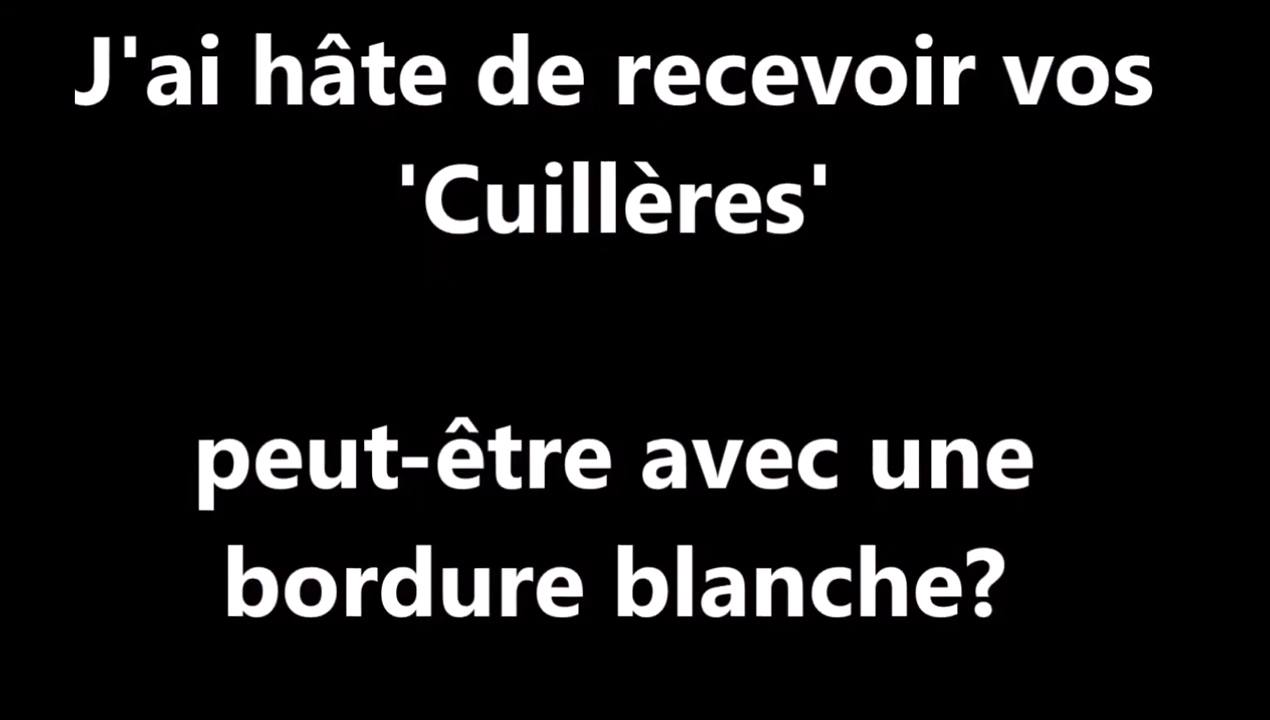 J'ai hâte de recevoir vos
'Cuillères'
peut-être avec une
bordure blanche?